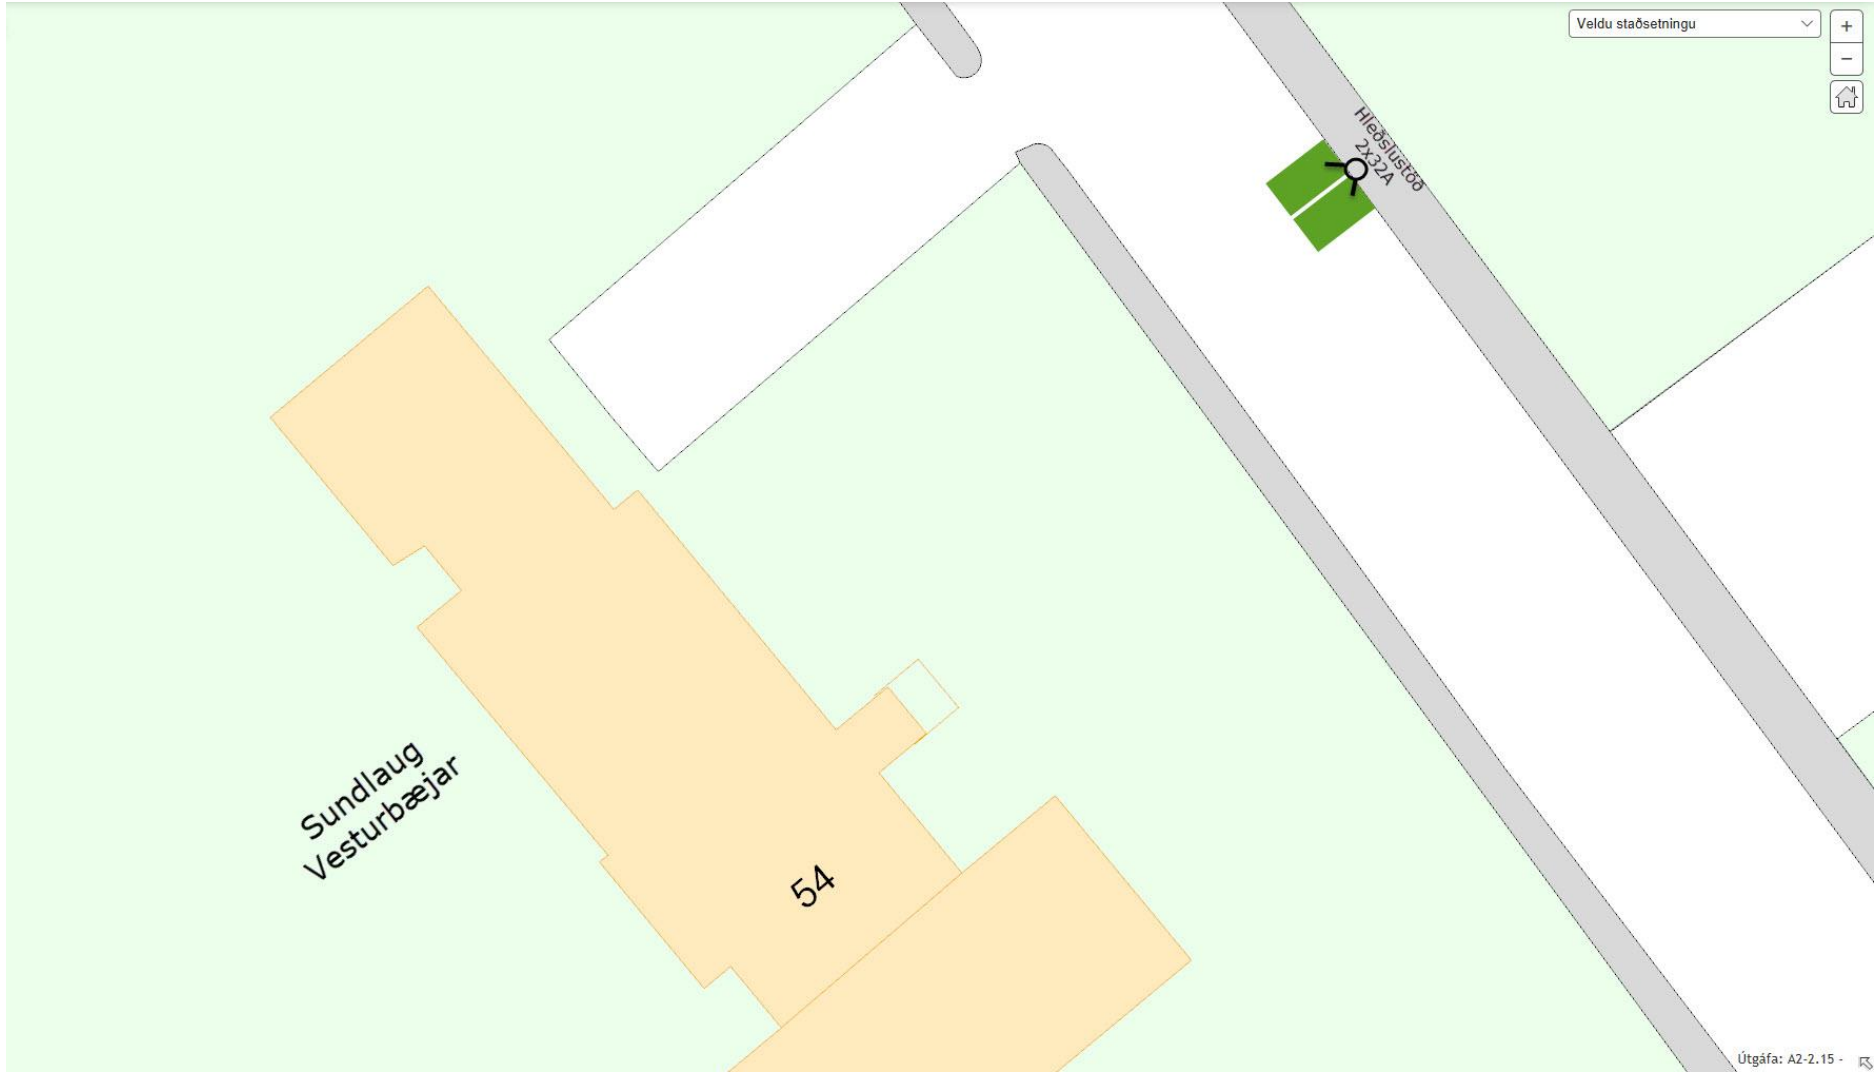 Veldu staðsetningu
+
−
Hleðslustöð
2x32A
Sundlaug
Vesturbæjar
54
Útgáfa: A2-2.15 -